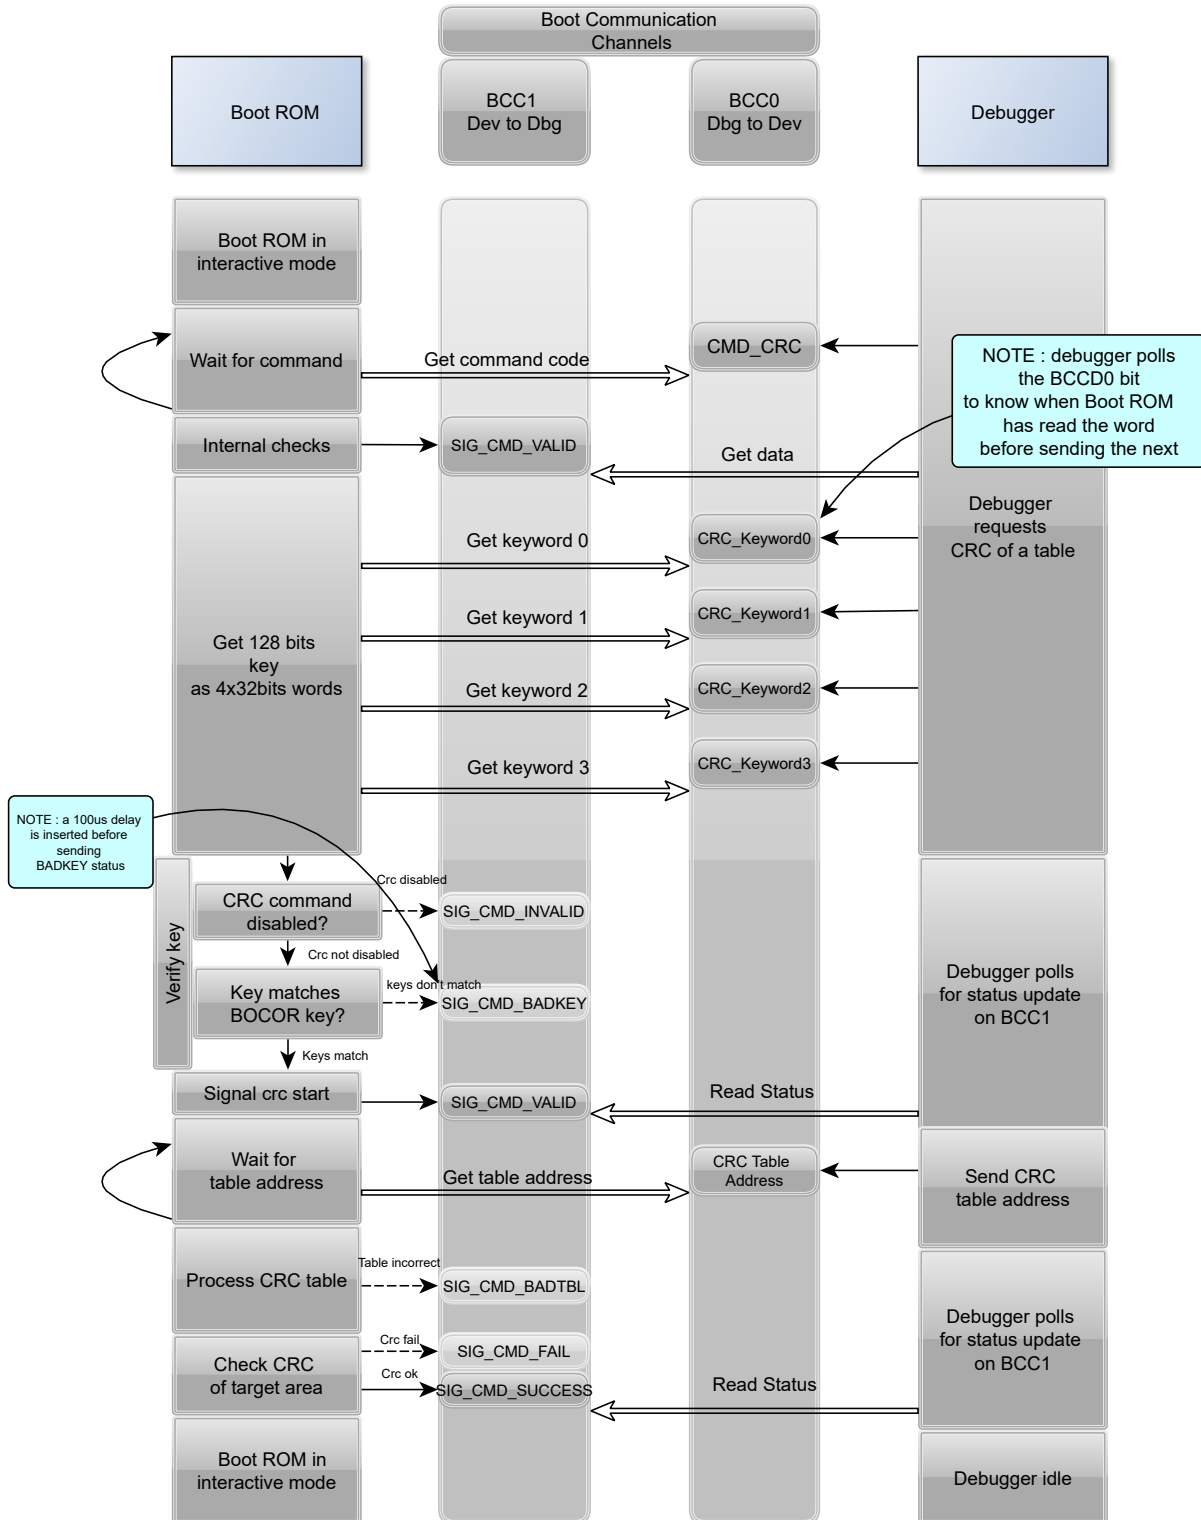 Boot Communication
Channels
Boot ROM
BCC1
Dev to Dbg
BCC0
Dbg to Dev
Debugger
Boot ROM in
interactive mode
Wait for command
Get command code
CMD_CRC
NOTE : debugger polls
the BCCD0 bit
to know when Boot ROM
has read the word
before sending the next
Internal checks
SIG_CMD_VALID
Get data
Debugger
requests
CRC of a table
Get keyword 0
CRC_Keyword0
Get keyword 1
CRC_Keyword1
Get 128 bits
key
as 4x32bits words
Get keyword 2
CRC_Keyword2
Get keyword 3
CRC_Keyword3
NOTE : a 100us delay
is inserted before
sending
BADKEY status
Verify key
CRC command
disabled?
Crc disabled
SIG_CMD_INVALID
Crc not disabled
Key matches
BOCOR key?
keys don't match
SIG_CMD_BADKEY
Debugger polls
for status update
on BCC1
Keys match
Signal crc start
SIG_CMD_VALID
Read Status
Wait for
table address
Get table address
CRC Table
Address
Send CRC
table address
Process CRC table
Table incorrect
SIG_CMD_BADTBL
Debugger polls
for status update
on BCC1
Check CRC
of target area
Crc fail
SIG_CMD_FAIL
Crc ok
SIG_CMD_SUCCESS
Read Status
Boot ROM in
interactive mode
Debugger idle